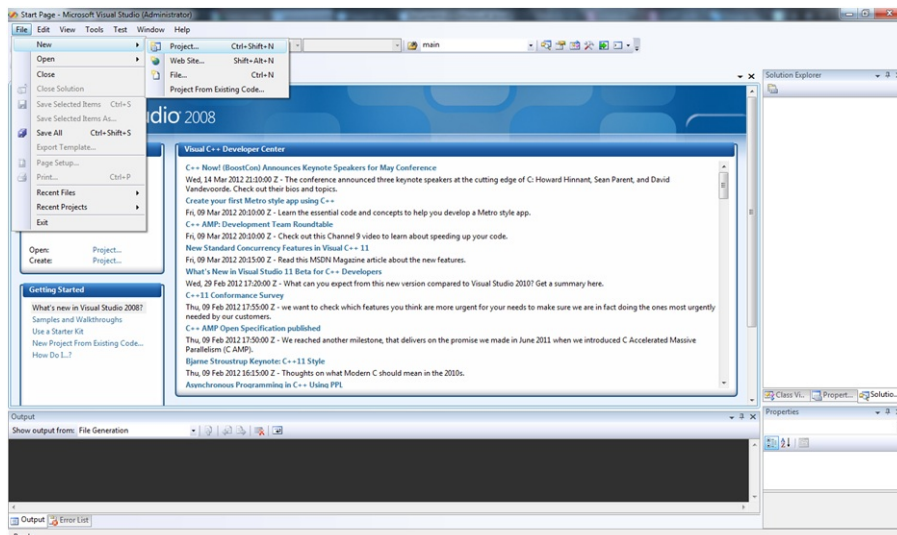 Start Page - Microsoft Visual Studio (Administrator)
File Edit View Tools Test Window Help
New
Open
Close
Close Solution
Save Selected Items Ctrl+S
Save Selected Items As...
Save All Ctrl+Shift+S
Export Template...
Page Setup...
Print... Ctrl+P
Recent Files
Recent Projects
Exit
Project... Ctrl+Shift+N
Web Site... Shift+Alt+N
File... Ctrl+N
Project From Existing Code...
main
dio 2008
Open: Project...
Create: Project...
Getting Started
What's new in Visual Studio 2008?
Samples and Walkthroughs
Use a Starter Kit
New Project From Existing Code...
How Do I...?
Visual C++ Developer Center
C++ Now! (BoostCon) Announces Keynote Speakers for May Conference
Wed, 14 Mar 2012 21:10:00 Z - The conference announced three keynote speakers at the cutting edge of C: Howard Hinnant, Sean Parent, and David
Vandevoorde. Check out their bios and topics.
Create your first Metro style app using C++
Fri, 09 Mar 2012 20:10:00 Z - Learn the essential code and concepts to help you develop a Metro style app.
C++ AMP: Development Team Roundtable
Fri, 09 Mar 2012 20:10:00 Z - Check out this Channel 9 video to learn about speeding up your code.
New Standard Concurrency Features in Visual C++ 11
Fri, 09 Mar 2012 20:15:00 Z - Read this MSDN Magazine article about the new features.
What's New in Visual Studio 11 Beta for C++ Developers
Wed, 29 Feb 2012 17:20:00 Z - What can you expect from this new version compared to Visual Studio 2010? Get a summary here.
C++11 Conformance Survey
Thu, 09 Feb 2012 17:55:00 Z - we want to check which features you think are more urgent for your needs to make sure we are in fact doing the ones most urgently
needed by our customers.
C++ AMP Open Specification published
Thu, 09 Feb 2012 17:50:00 Z - We reached another milestone, that delivers on the promise we made in June 2011 when we introduced C Accelerated Massive
Parallelism (C AMP).
Bjarne Stroustrup Keynote: C++11 Style
Thu, 09 Feb 2012 16:15:00 Z - Thoughts on what Modern C should mean in the 2010s.
Asynchronous Programming in C++ Using PPL
Solution Explorer
Class Vi... Propert... Solutio...
Properties
Output
Show output from: File Generation
Output Error List